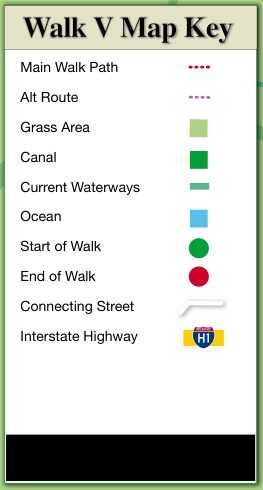 Walk V Map Key
Main Walk Path
Alt Route
Grass Area
Canal
Current Waterways
Ocean
Start of Walk
End of Walk
Connecting Street
Interstate Highway
H1